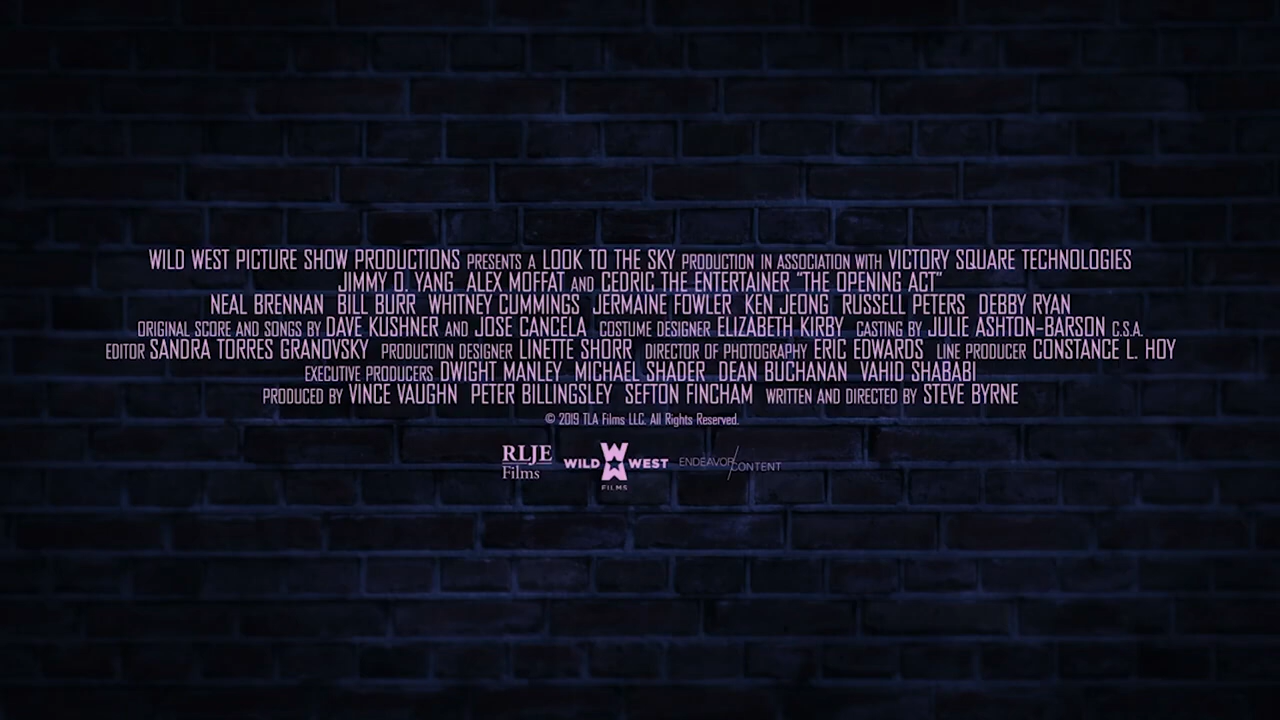 WILD WEST PICTURE SHOW PRODUCTIONS PRESENTS A LOOK TO THE SKY PRODUCTION IN ASSOCIATION WITH VICTORY SQUARE TECHNOLOGIES
JIMMY O. YANG ALEX MOFFAT AND CEDRIC THE ENTERTAINER "THE OPENING ACT"
NEAL BRENNAN BILL BURR WHITNEY CUMMINGS JERMAINE FOWLER KEN JEONG RUSSELL PETERS DEBBY RYAN
ORIGINAL SCORE AND SONGS BY DAVE KUSHNER AND JOSE CANCELA COSTUME DESIGNER ELIZABETH KIRBY CASTING BY JULIE ASHTON-BARSON C.S.A.
EDITOR SANDRA TORRES GRANOVSKY PRODUCTION DESIGNER LINETTE SHORR DIRECTOR OF PHOTOGRAPHY ERIC EDWARDS LINE PRODUCER CONSTANCE L. HOY
EXECUTIVE PRODUCERS DWIGHT MANLEY MICHAEL SHADER DEAN BUCHANAN VAHID SHABABI
PRODUCED BY VINCE VAUGHN PETER BILLINGSLEY SEFTON FINCHAM WRITTEN AND DIRECTED BY STEVE BYRNE
© 2019 TLA Films LLC. All Rights Reserved.
RLJE
Films
W
WILD WEST
W
FILMS
ENDEAVOR/CONTENT